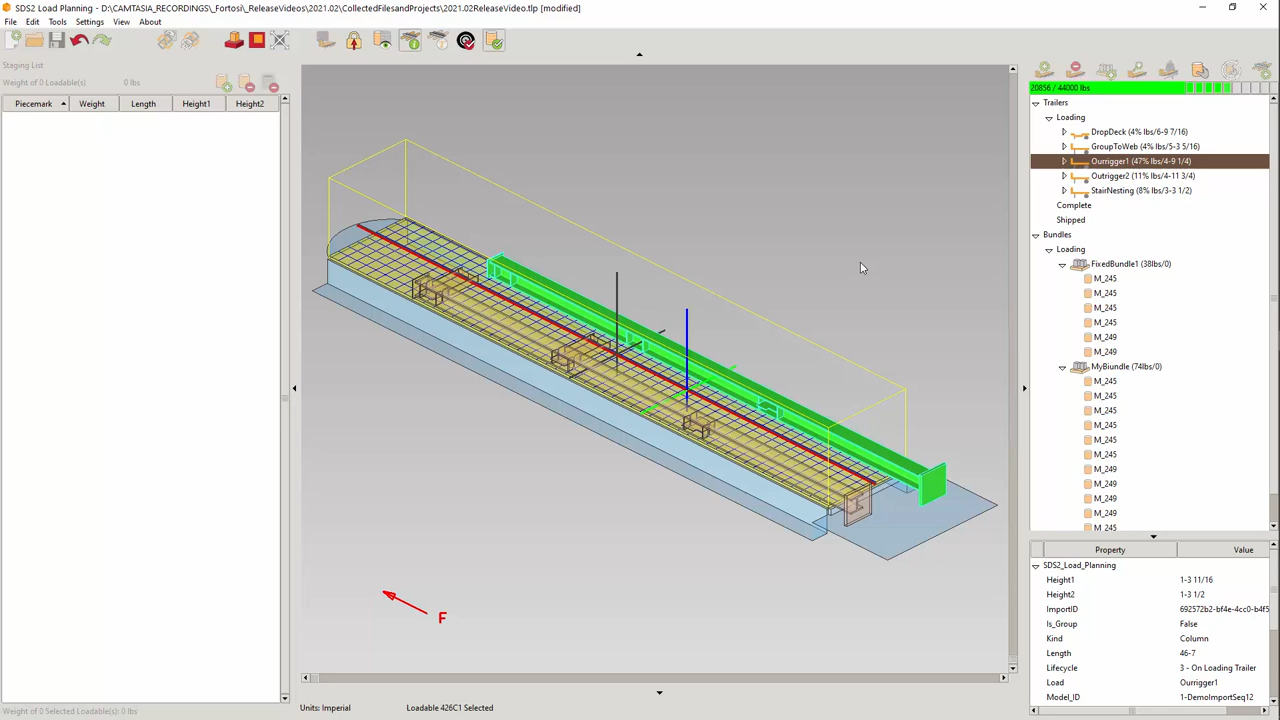 SDS2 Load Planning - D:\CAMTASIA_RECORDINGS\_Fortosi\_ReleaseVideos\2021.02\CollectedFilesandProjects\2021.02ReleaseVideo.tlp [modified]
File Edit Tools Settings View About
Staging List
Weight of 0 Loadable(s) 0 lbs
Piecemark Weight Length Height1 Height2
F
Units: Imperial Loadable 426C1 Selected
Weight of 0 Selected Loadable(s): 0 lbs
20856 / 44000 lbs
Trailers
Loading
DropDeck (4% lbs/6-9 7/16)
GroupToWeb (4% lbs/5-3 5/16)
Ourrigger1 (47% lbs/4-9 1/4)
Outrigger2 (11% lbs/4-11 3/4)
StairNesting (8% lbs/3-3 1/2)
Complete
Shipped
Bundles
Loading
FixedBundle1 (38lbs/0)
M_245
M_245
M_245
M_245
M_249
M_249
MyBiundle (74lbs/0)
M_245
M_245
M_245
M_245
M_245
M_245
M_249
M_249
M_249
M_249
M_245
Property Value
SDS2_Load_Planning
Height1 1-3 11/16
Height2 1-3 1/2
ImportID 692572b2-bf4e-4cc0-b4f5
Is_Group False
Kind Column
Length 46-7
Lifecycle 3 - On Loading Trailer
Load Ourrigger1
Model_ID 1-DemoImportSeq12